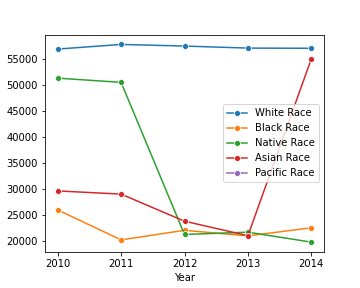 55000
50000
45000
40000
35000
30000
25000
20000
2010 2011 2012 2013 2014
Year
White Race
Black Race
Native Race
Asian Race
Pacific Race